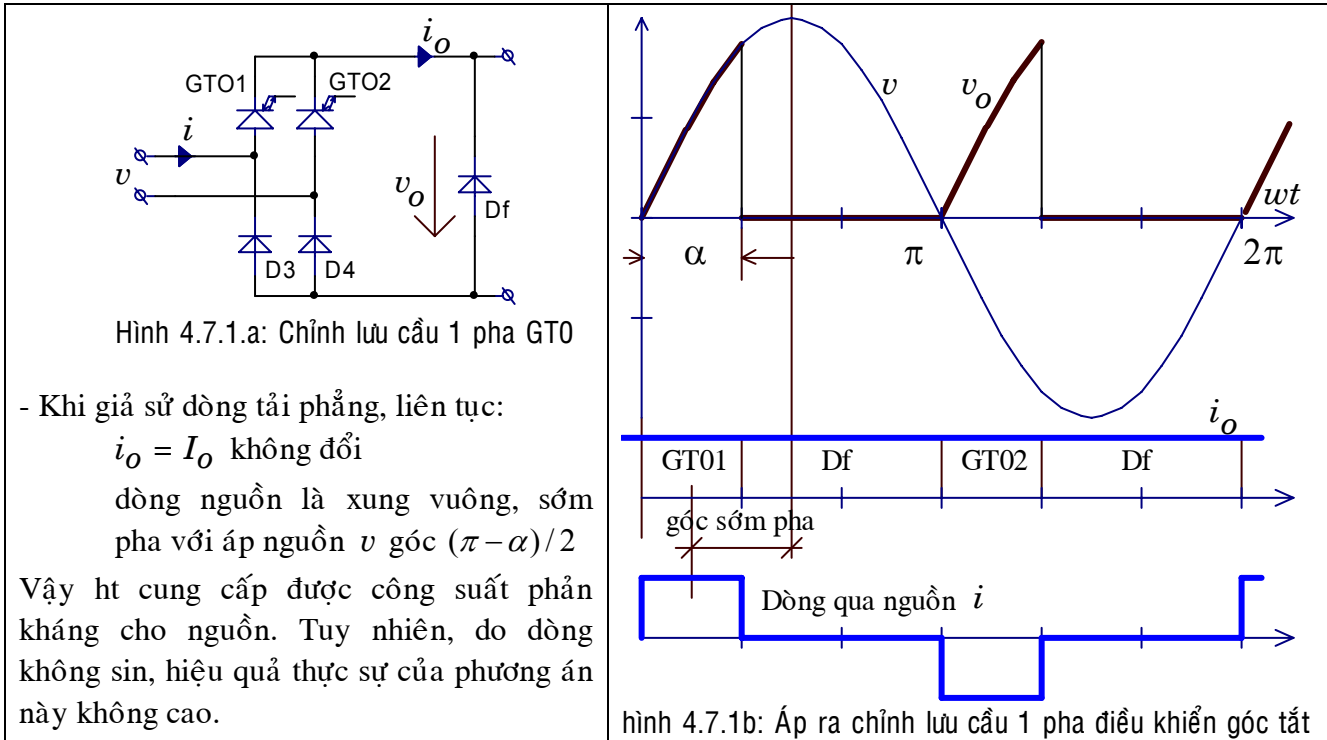 i_o
GTO1
GTO2
i
v
v_o
Df
D3
D4
Hình 4.7.1.a: Chỉnh lưu cầu 1 pha GT0
- Khi giả sử dòng tải phẳng, liên tục:
i_o = I_o không đổi
dòng nguồn là xung vuông, sớm
pha với áp nguồn v góc (π − α)/2
Vậy ht cung cấp được công suất phản
kháng cho nguồn. Tuy nhiên, do dòng
không sin, hiệu quả thực sự của phương án
này không cao.
v
v_o
wt
α
π
2π
i_o
GT01
Df
GT02
Df
góc sớm pha
Dòng qua nguồn i
hình 4.7.1b: Áp ra chỉnh lưu cầu 1 pha điều khiển góc tắt